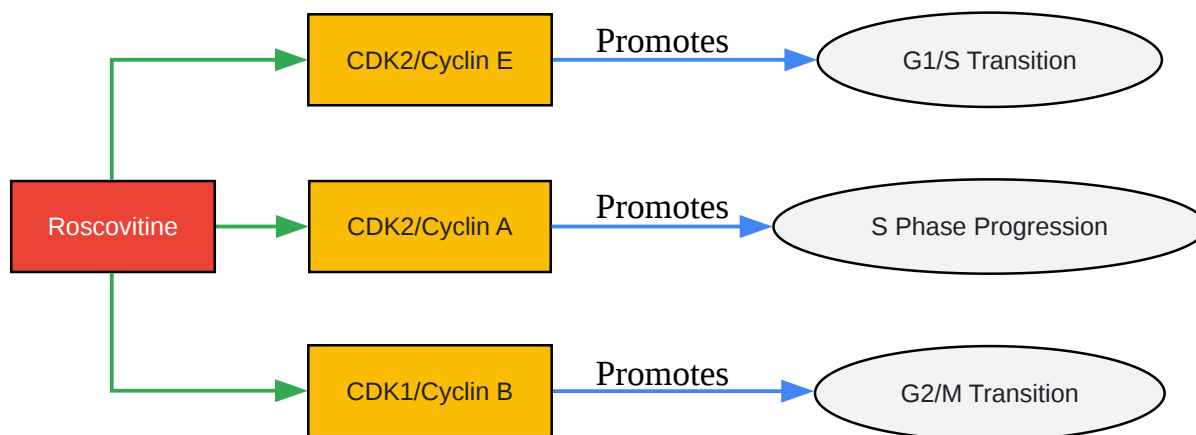 CDK2/Cyclin E
Promotes
G1/S Transition
Roscovitine
CDK2/Cyclin A
Promotes
S Phase Progression
CDK1/Cyclin B
Promotes
G2/M Transition